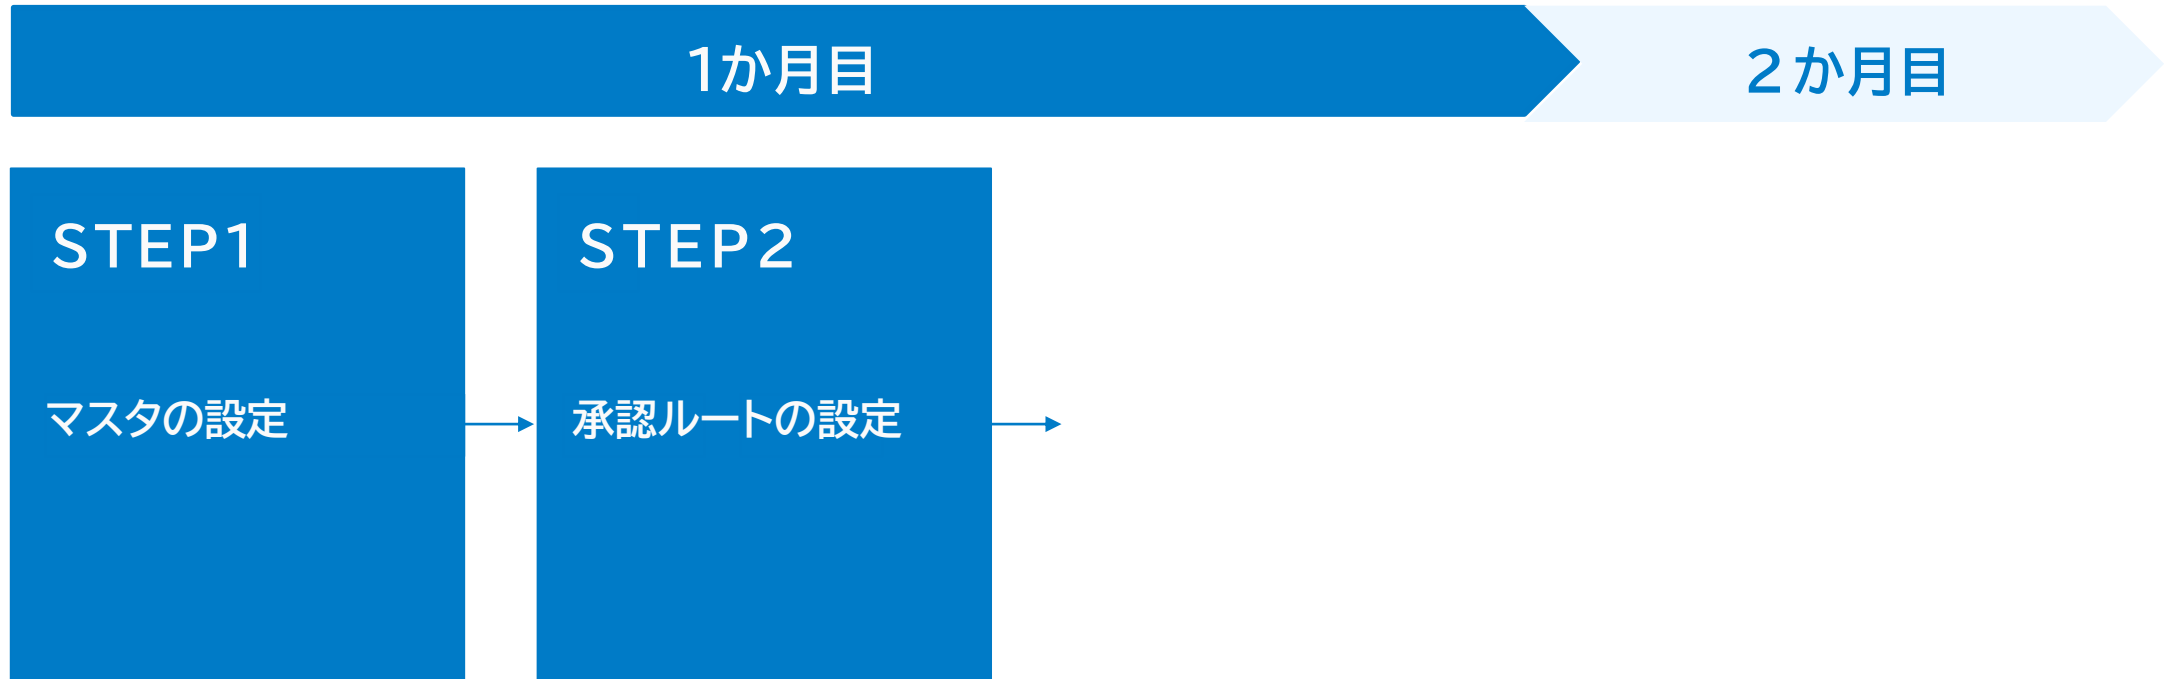 1か月目
２か月目
STEP1
STEP2
マスタの設定
承認ルートの設定